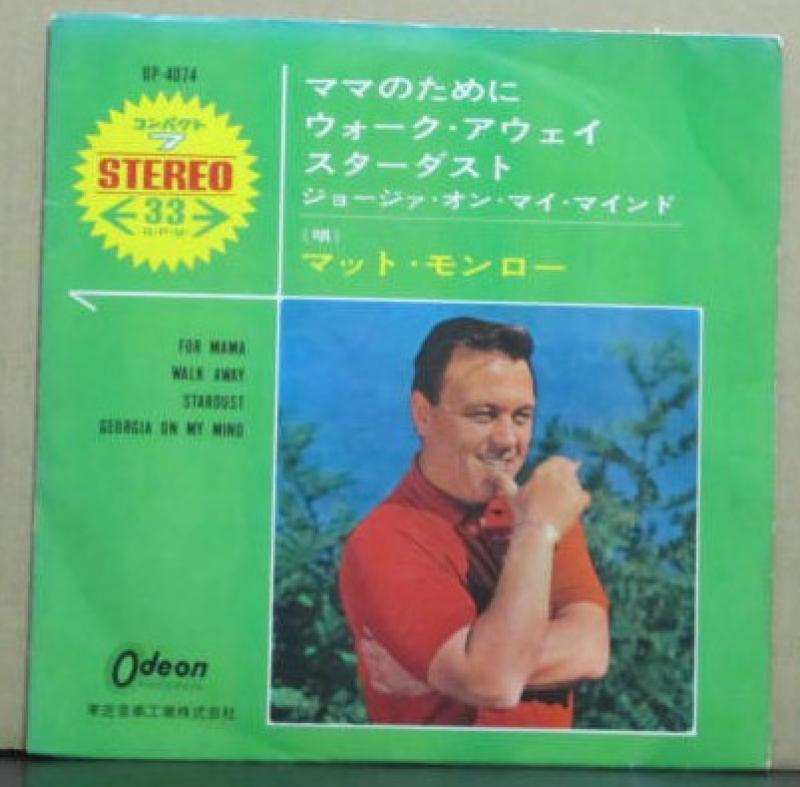 OP-4074
コンパクト
7
STEREO
33
R・P・M
ママのために
ウォーク・アウェイ
スターダスト
ジョージァ・オン・マイ・マインド
(唄)
マット・モンロー
FOR MAMA
WALK AWAY
STARDUST
GEORGIA ON MY MIND
Odeon
東芝音楽工業株式会社